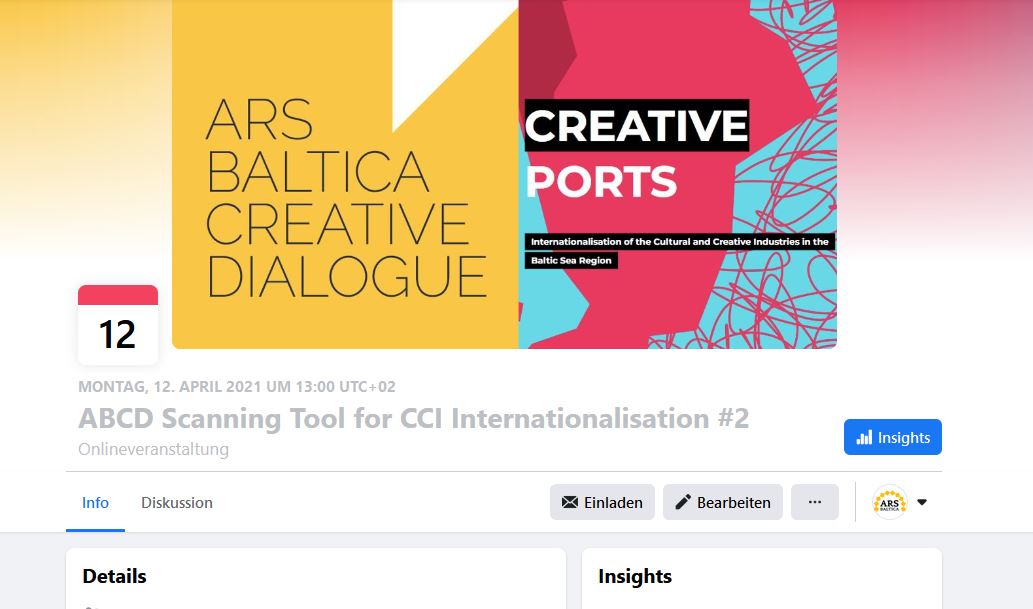 ARS
BALTICA
CREATIVE
DIALOGUE
CREATIVE
PORTS
Internationalisation of the Cultural and Creative Industries in the
Baltic Sea Region
12
MONTAG, 12. APRIL 2021 UM 13:00 UTC+02
ABCD Scanning Tool for CCI Internationalisation #2
Onlineveranstaltung
Insights
Info
Diskussion
Einladen
Bearbeiten
ARS
BALTICA
Details
Insights